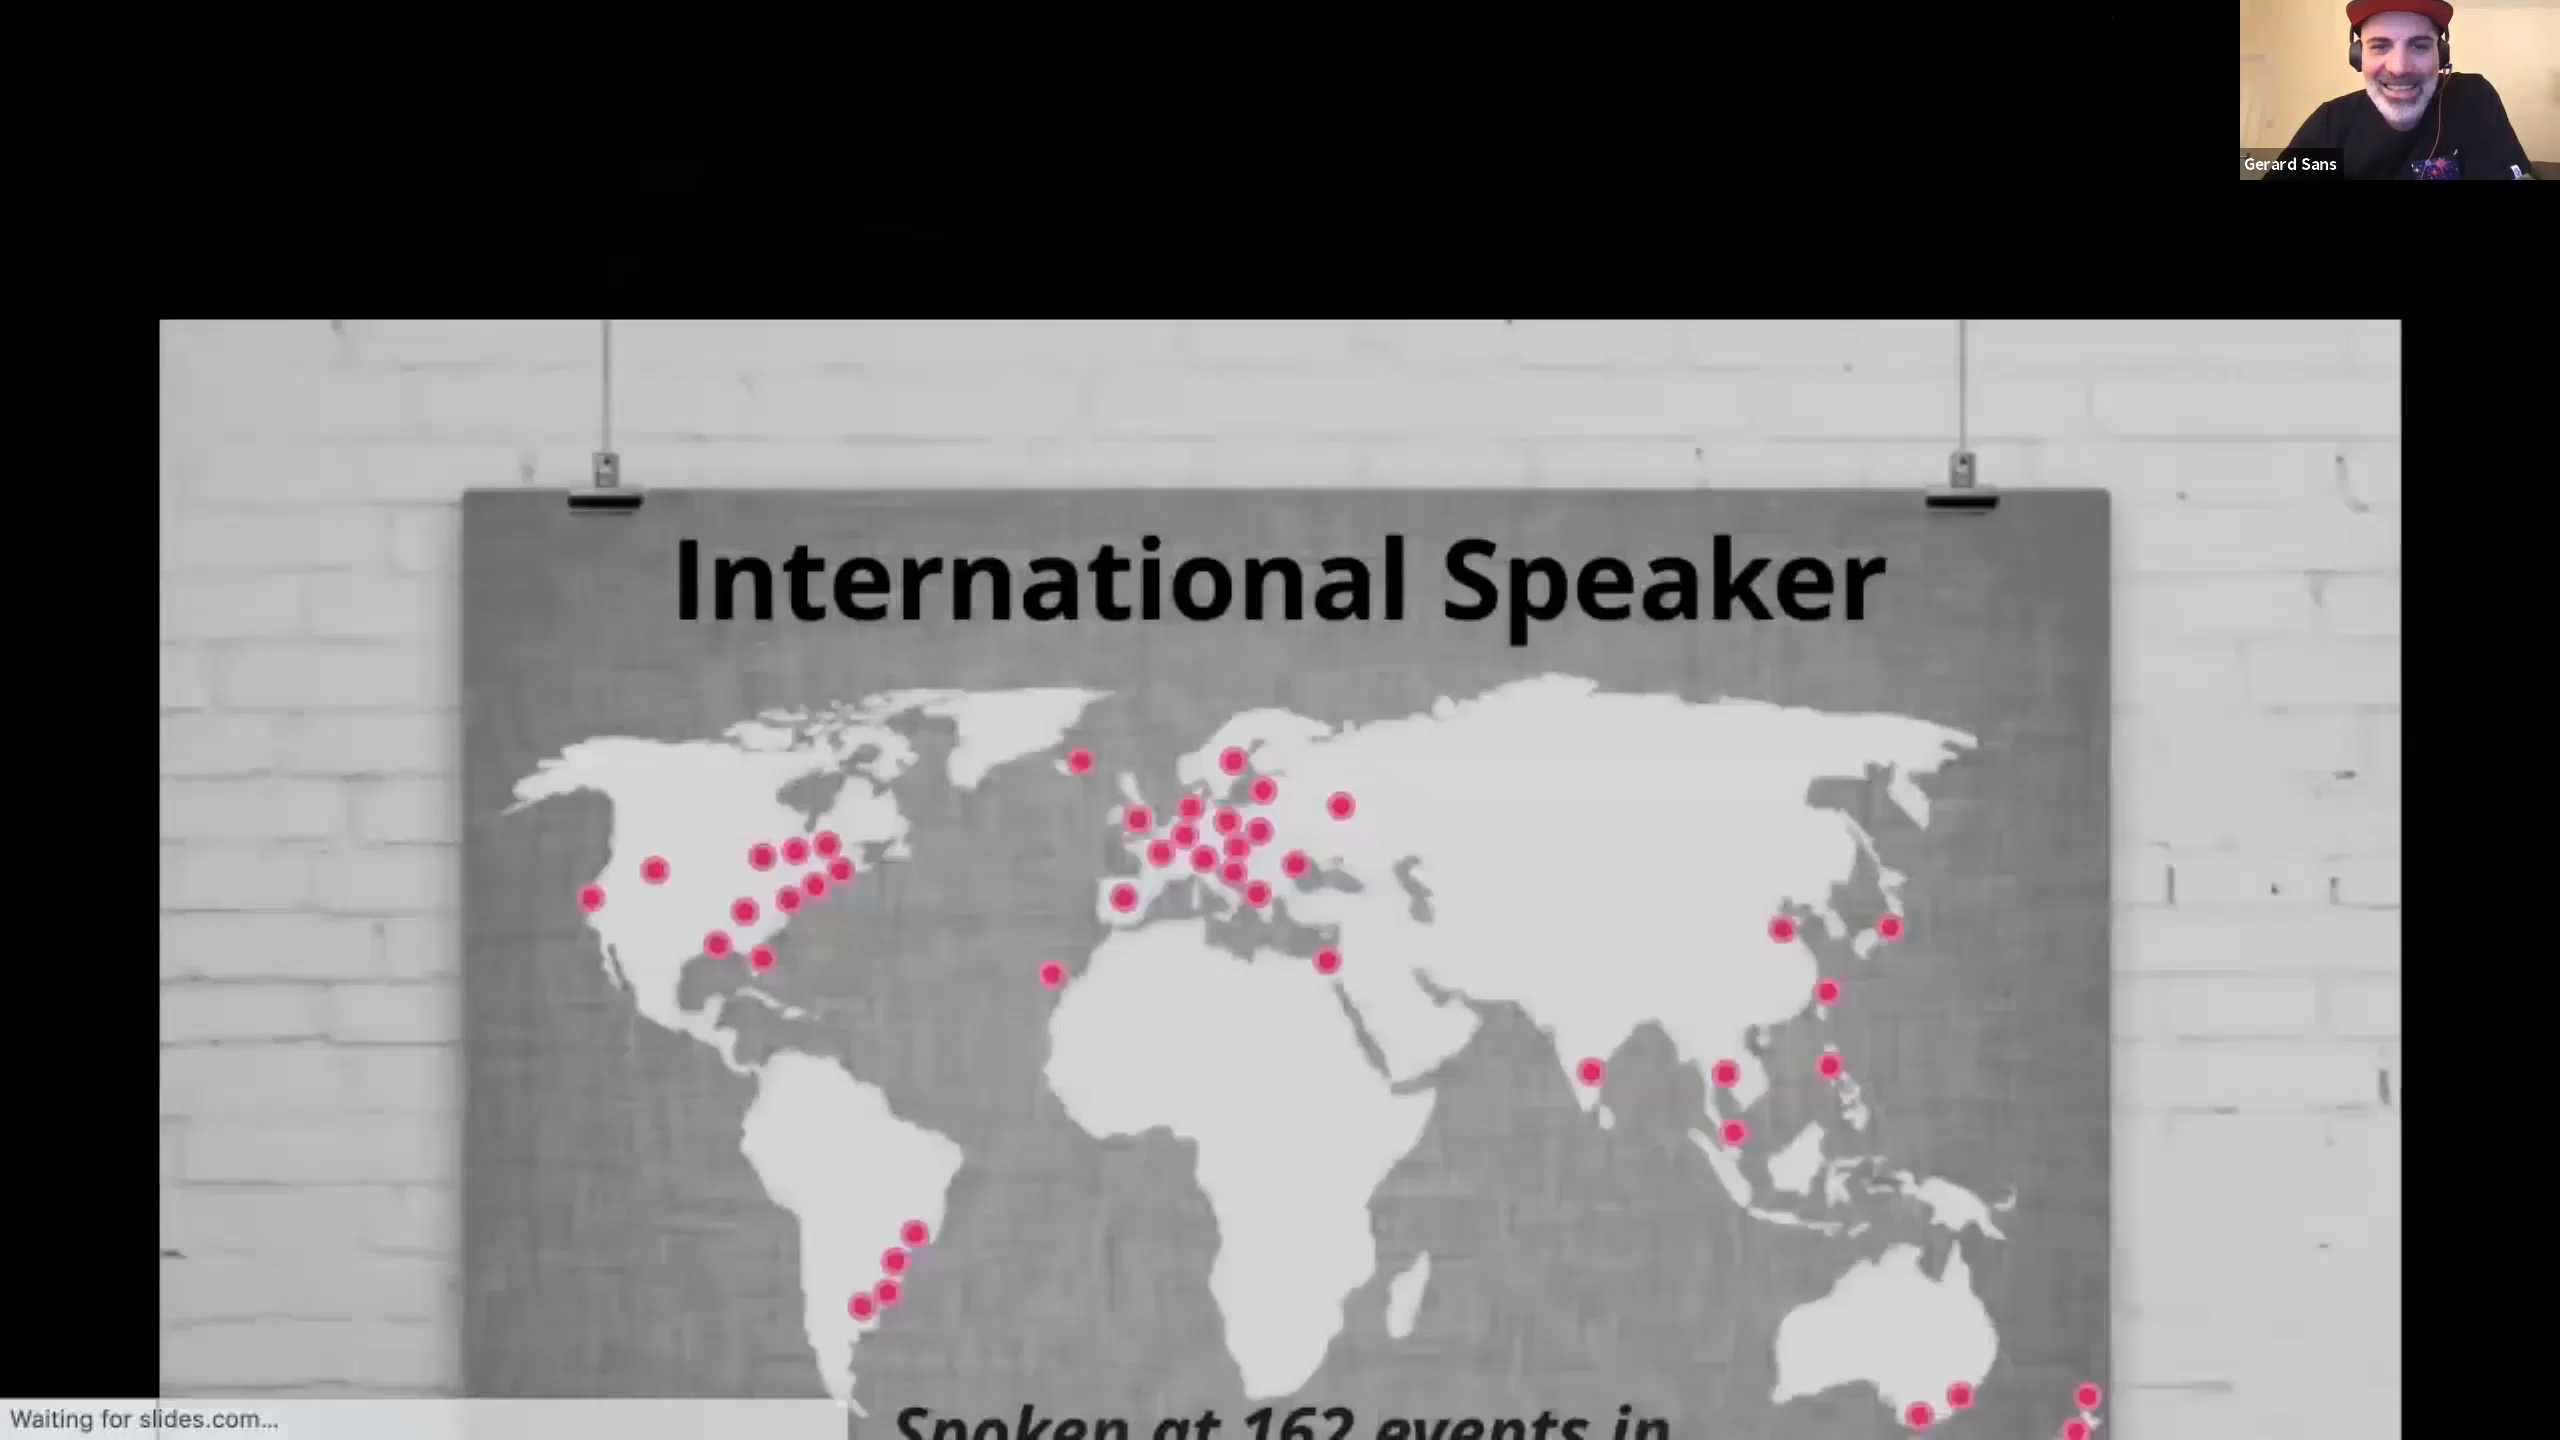 Gerard Sans
International Speaker
Waiting for slides.com...
Spoken at 162 events in